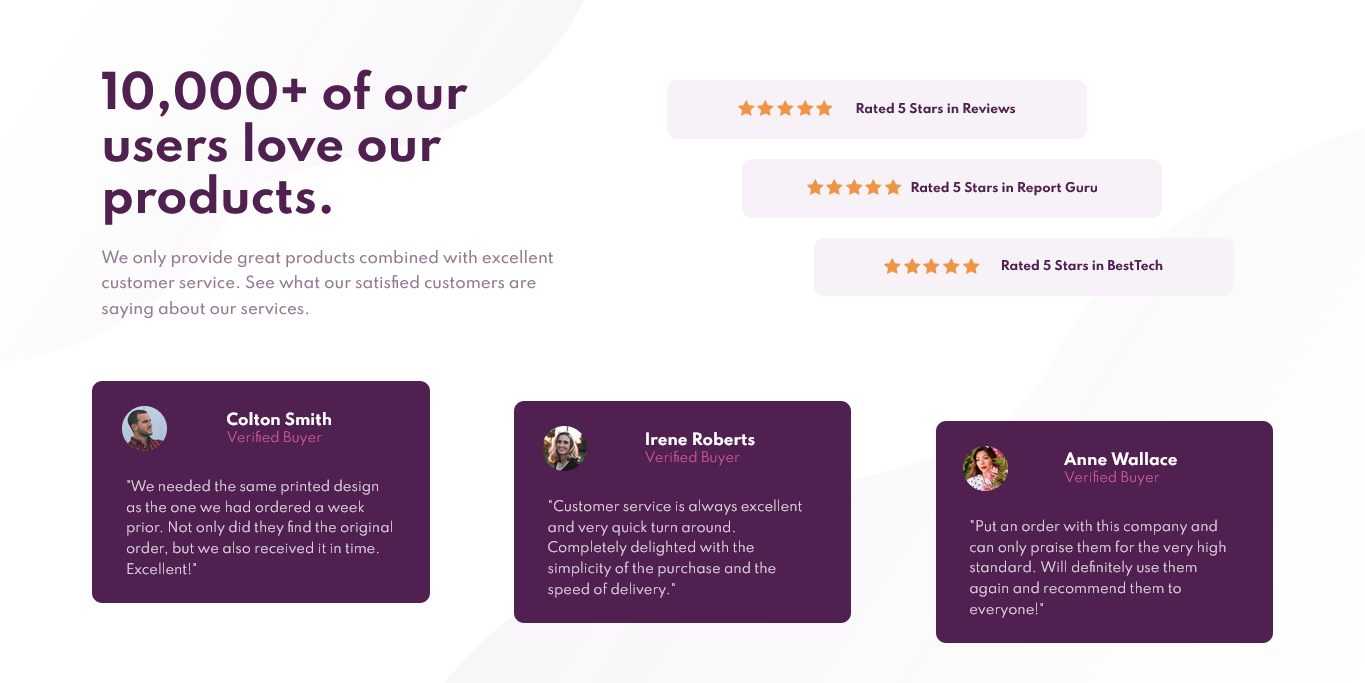 10,000+ of our
users love our
products.
We only provide great products combined with excellent
customer service. See what our satisfied customers are
saying about our services.
Rated 5 Stars in Reviews
Rated 5 Stars in Report Guru
Rated 5 Stars in BestTech
Colton Smith
Verified Buyer
"We needed the same printed design
as the one we had ordered a week
prior. Not only did they find the original
order, but we also received it in time.
Excellent!"
Irene Roberts
Verified Buyer
"Customer service is always excellent
and very quick turn around.
Completely delighted with the
simplicity of the purchase and the
speed of delivery."
Anne Wallace
Verified Buyer
"Put an order with this company and
can only praise them for the very high
standard. Will definitely use them
again and recommend them to
everyone!"